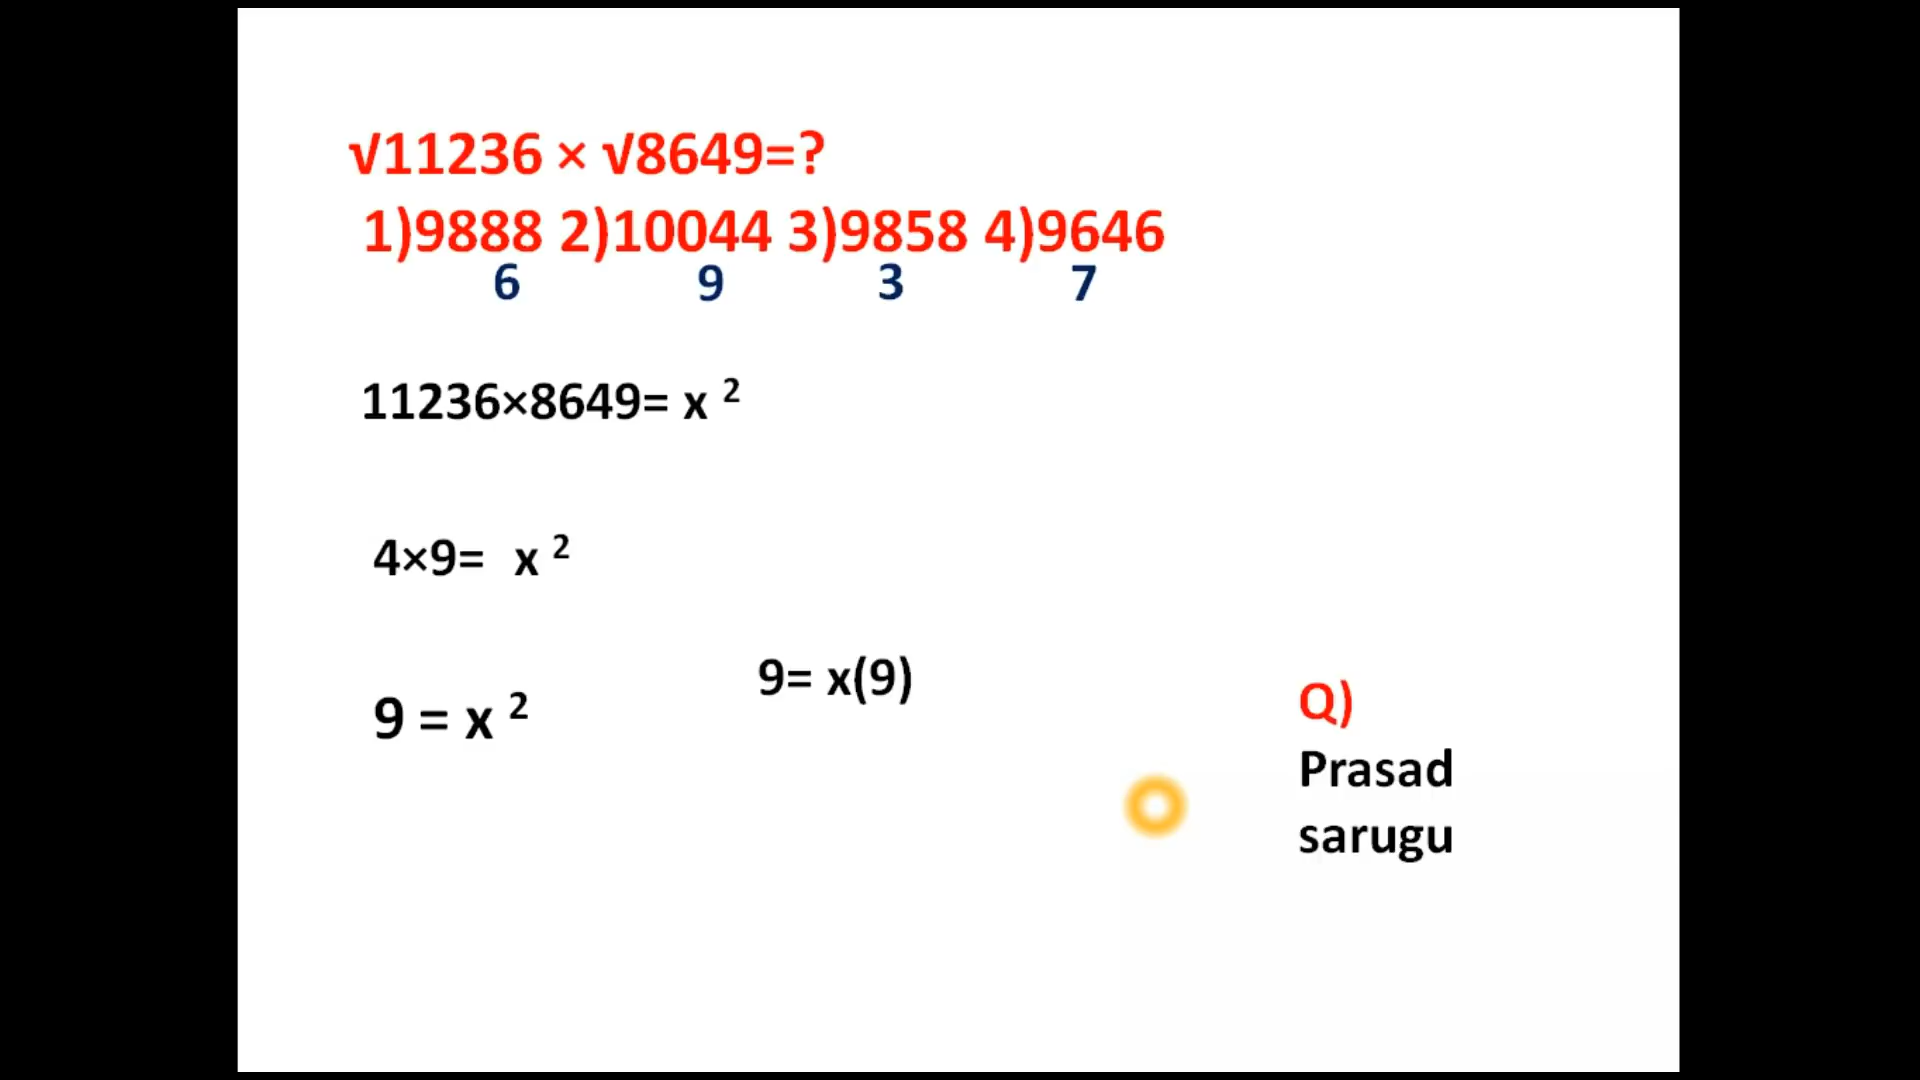 √11236 × √8649=?
1)9888 2)10044 3)9858 4)9646
6 9 3 7
11236×8649= x ²
4×9= x ²
9= x(9)
9 = x ²
Q)
Prasad
sarugu